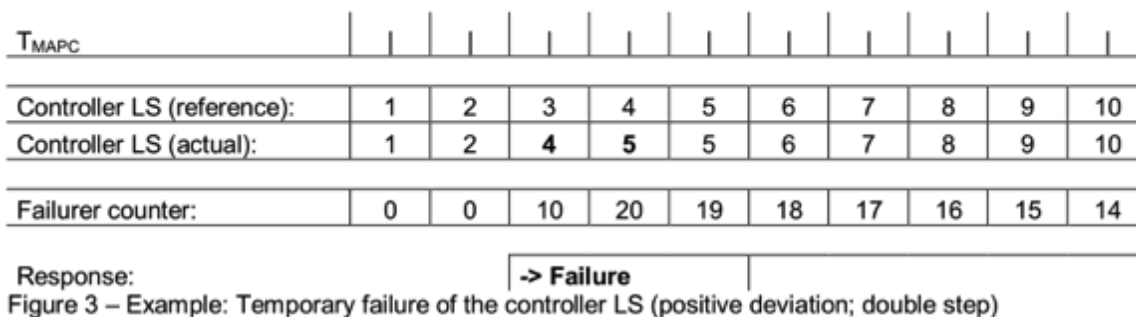 TMAPC
Controller LS (reference): 1 2 3 4 5 6 7 8 9 10
Controller LS (actual): 1 2 4 5 5 6 7 8 9 10
Failurer counter: 0 0 10 20 19 18 17 16 15 14
Response: -> Failure
Figure 3 – Example: Temporary failure of the controller LS (positive deviation; double step)